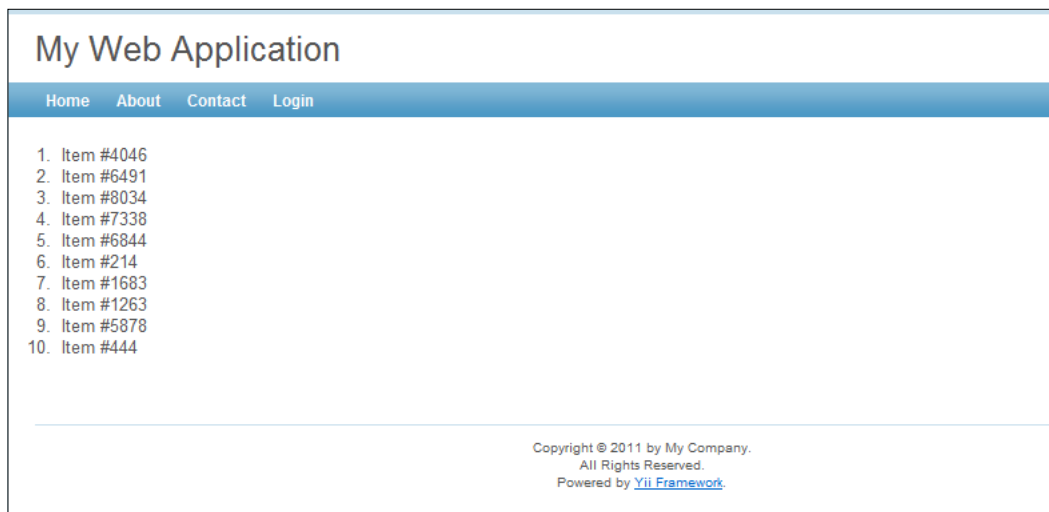 My Web Application
Home About Contact Login
1. Item #4046
2. Item #6491
3. Item #8034
4. Item #7338
5. Item #6844
6. Item #214
7. Item #1683
8. Item #1263
9. Item #5878
10. Item #444
Copyright © 2011 by My Company.
All Rights Reserved.
Powered by Yii Framework.